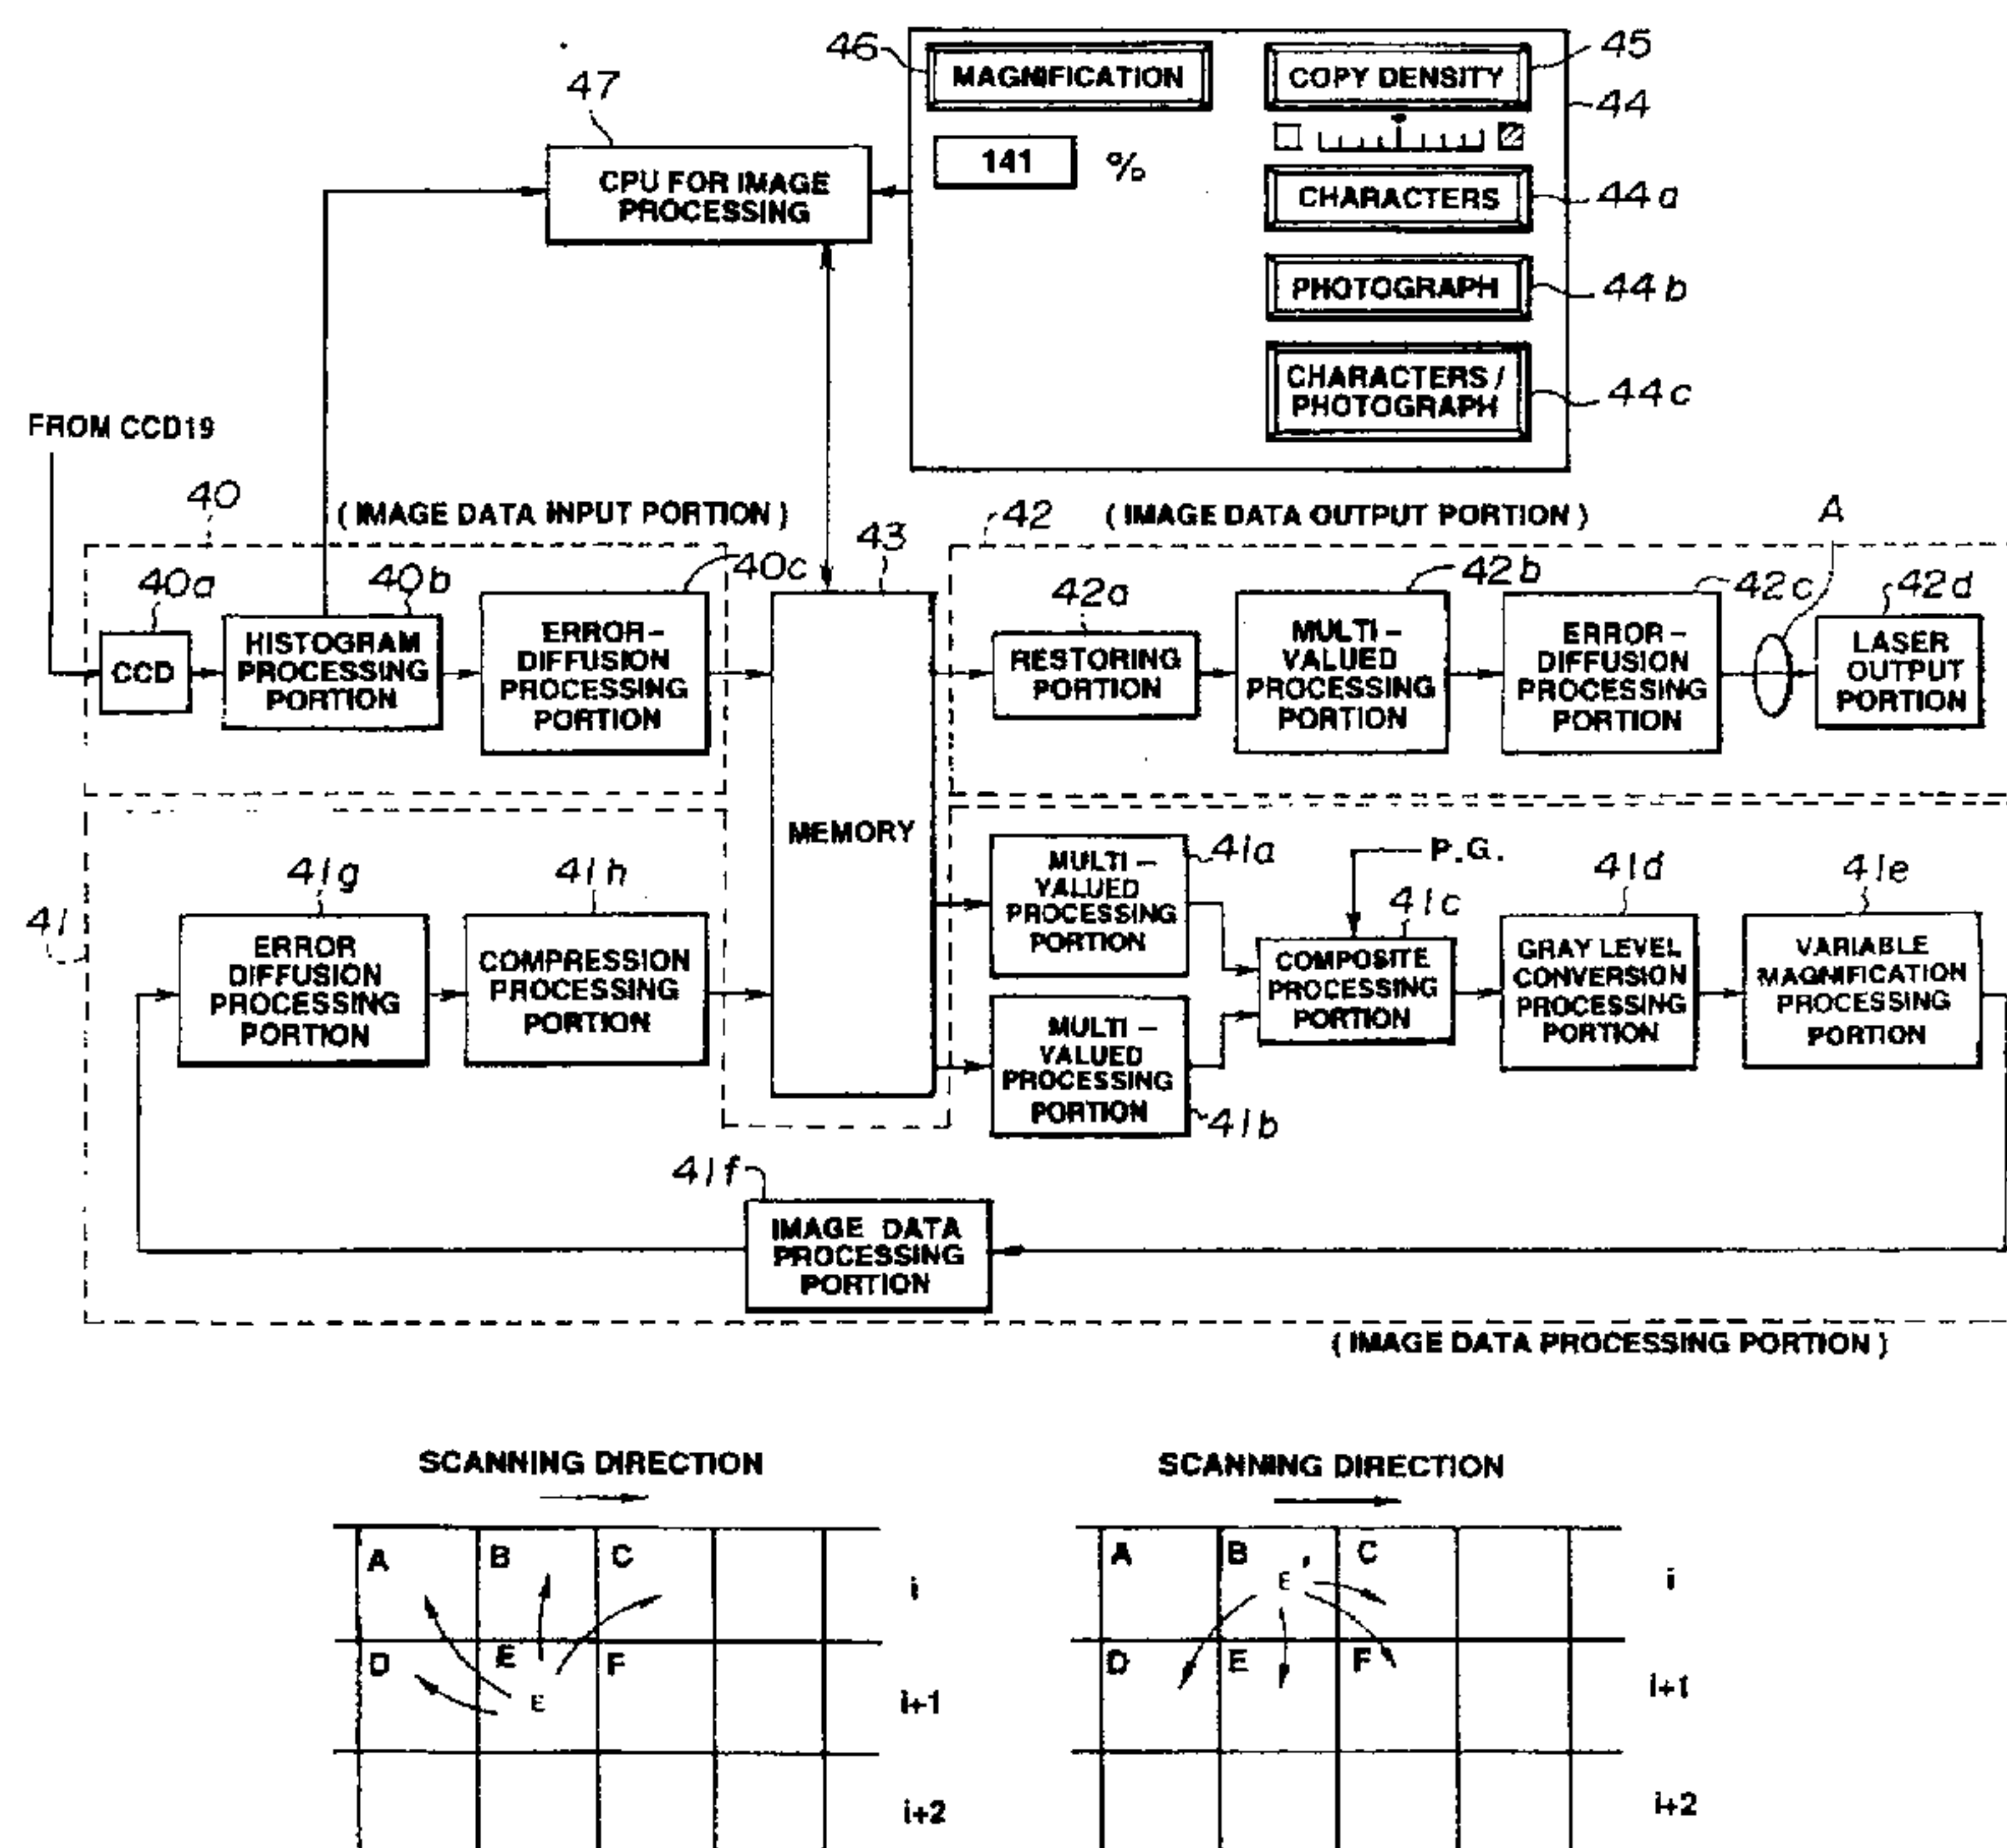 46
MAGNIFICATION
COPY DENSITY
45
47
44
141 %
CPU FOR IMAGE
PROCESSING
CHARACTERS
44a
PHOTOGRAPH
44b
CHARACTERS /
PHOTOGRAPH
44c
FROM CCD19
40
( IMAGE DATA INPUT PORTION )
43
42
( IMAGE DATA OUTPUT PORTION )
A
40a
40b
40c
42a
42b
42c
42d
CCD
HISTOGRAM
PROCESSING
PORTION
ERROR-
DIFFUSION
PROCESSING
PORTION
RESTORING
PORTION
MULTI-
VALUED
PROCESSING
PORTION
ERROR-
DIFFUSION
PROCESSING
PORTION
LASER
OUTPUT
PORTION
MEMORY
41
41g
41h
41a
P.G.
41c
41d
41e
ERROR
DIFFUSION
PROCESSING
PORTION
COMPRESSION
PROCESSING
PORTION
MULTI-
VALUED
PROCESSING
PORTION
COMPOSITE
PROCESSING
PORTION
GRAY LEVEL
CONVERSION
PROCESSING
PORTION
VARIABLE
MAGNIFICATION
PROCESSING
PORTION
MULTI-
VALUED
PROCESSING
PORTION
41b
41f
IMAGE DATA
PROCESSING
PORTION
( IMAGE DATA PROCESSING PORTION )
SCANNING DIRECTION
A B C
i
D E F
E
i+1
i+2
SCANNING DIRECTION
A B C
E'
i
D E F
i+1
i+2